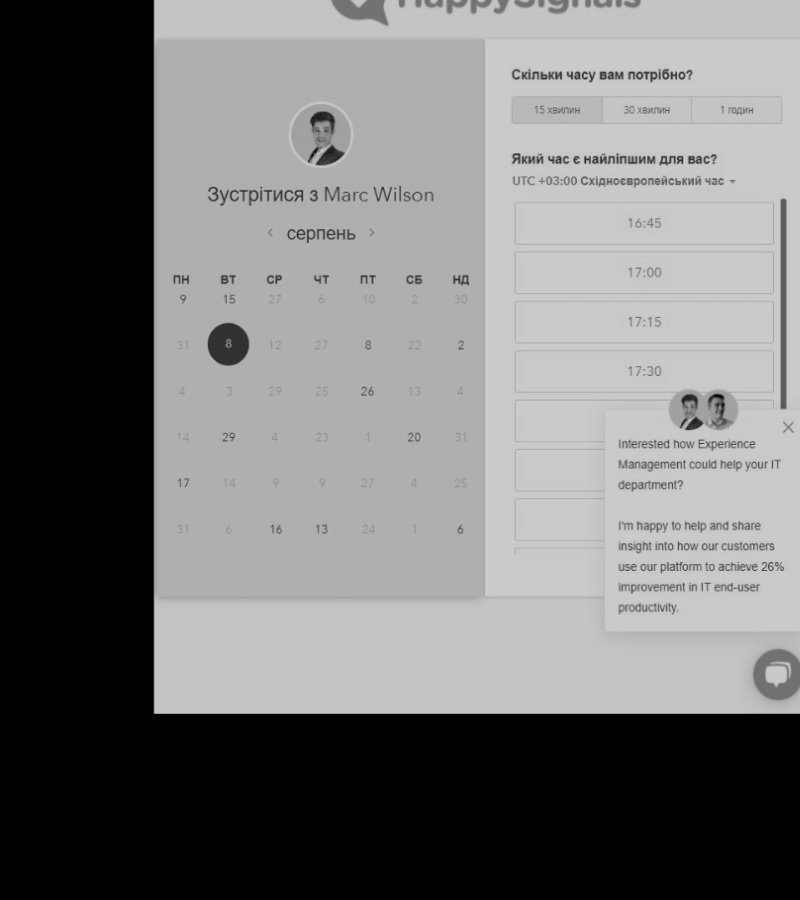 HappySignals
Зустрітися з Marc Wilson
серпень
ПН ВТ СР ЧТ ПТ СБ НД
9 15 27 6 10 2 30
31 8 12 27 8 22 2
4 3 29 25 26 13 4
14 29 4 23 1 20 31
17 14 9 9 27 4 25
31 6 16 13 24 1 6
Скільки часу вам потрібно?
15 хвилин 30 хвилин 1 годин
Який час є найліпшим для вас?
UTC +03:00 Східноєвропейський час
16:45
17:00
17:15
17:30
Interested how Experience
Management could help your IT
department?
I'm happy to help and share
insight into how our customers
use our platform to achieve 26%
improvement in IT end-user
productivity.